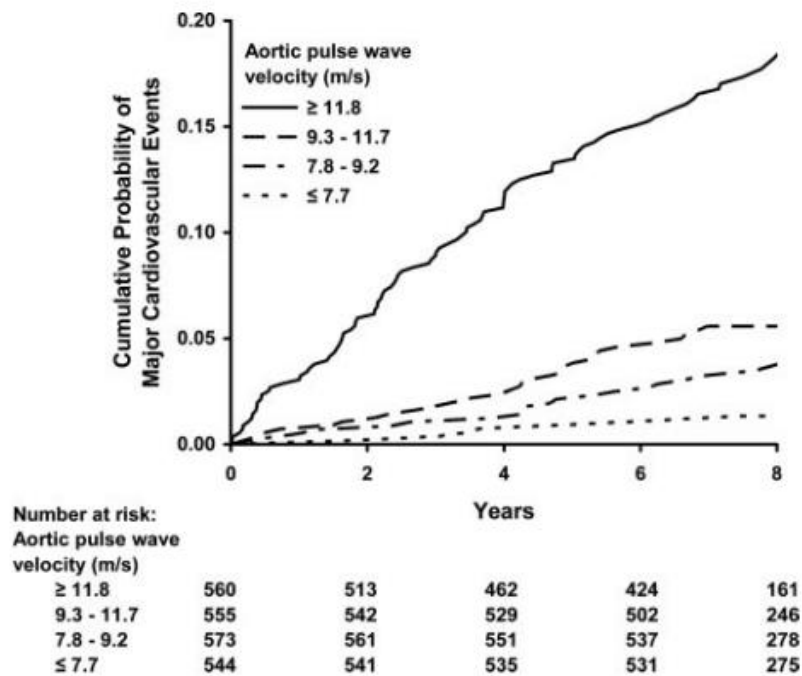 0.20
Aortic pulse wave
velocity (m/s)
≥ 11.8
9.3 - 11.7
7.8 - 9.2
≤ 7.7
0.15
0.10
0.05
0.00
Cumulative Probability of
Major Cardiovascular Events
0 2 4 6 8
Years
Number at risk:
Aortic pulse wave
velocity (m/s)
≥ 11.8 560 513 462 424 161
9.3 - 11.7 555 542 529 502 246
7.8 - 9.2 573 561 551 537 278
≤ 7.7 544 541 535 531 275